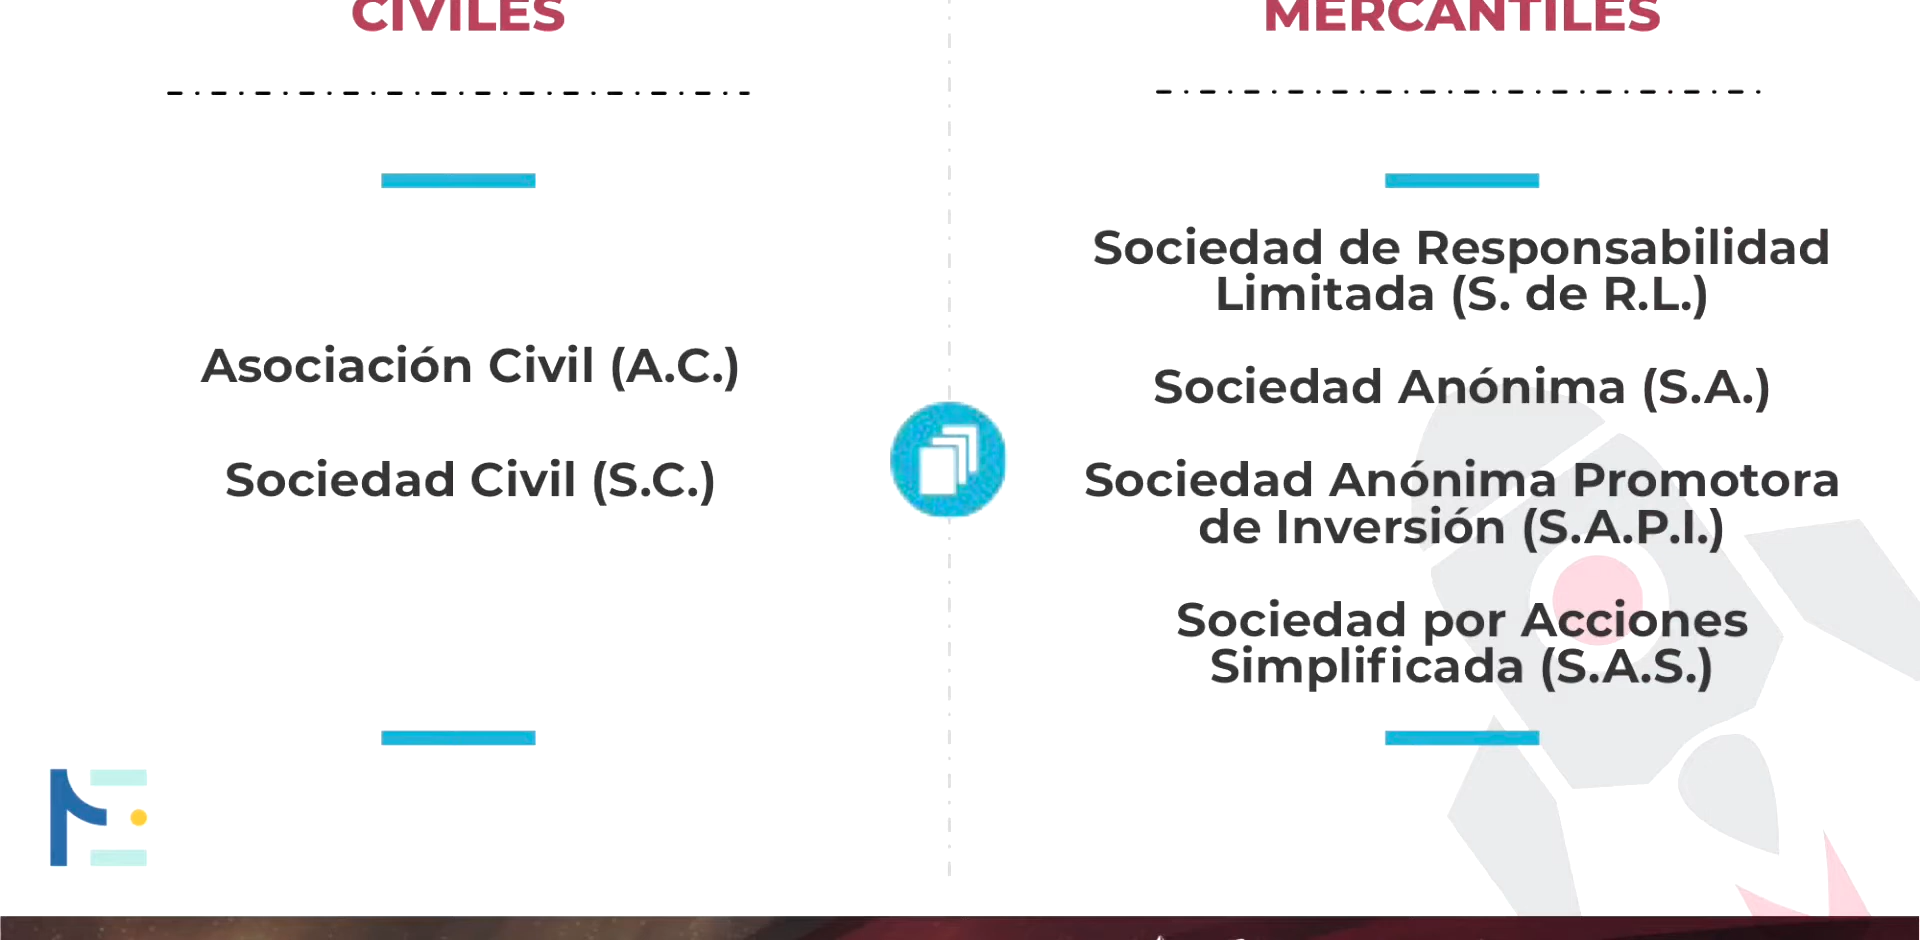 CIVILES
Asociación Civil (A.C.)
Sociedad Civil (S.C.)
MERCANTILES
Sociedad de Responsabilidad
Limitada (S. de R.L.)
Sociedad Anónima (S.A.)
Sociedad Anónima Promotora
de Inversión (S.A.P.I.)
Sociedad por Acciones
Simplificada (S.A.S.)